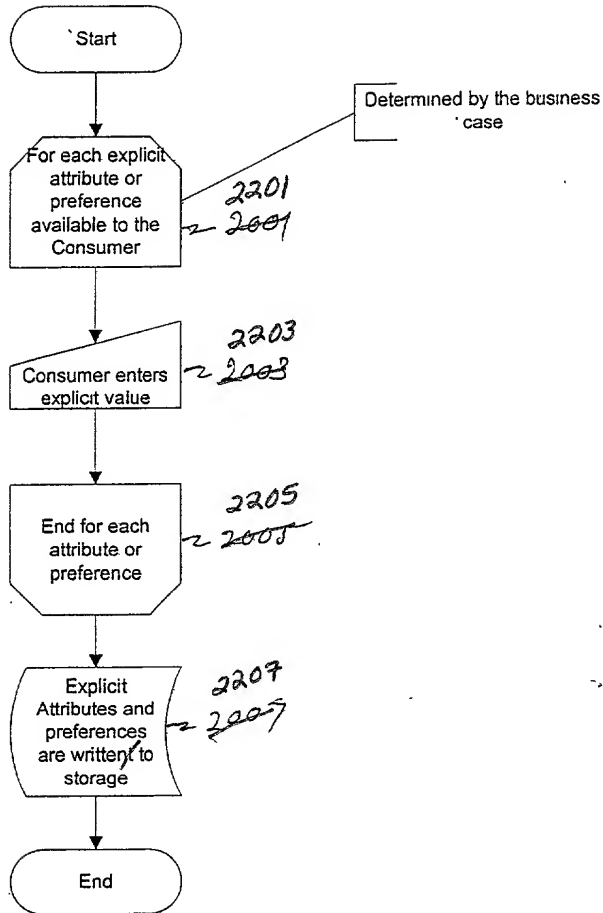 Start
Determined by the business
case
For each explicit
attribute or
preference
available to the
Consumer
2201
2001
2203
2003
Consumer enters
explicit value
2205
2005
End for each
attribute or
preference
2207
2007
Explicit
Attributes and
preferences
are written to
storage
End